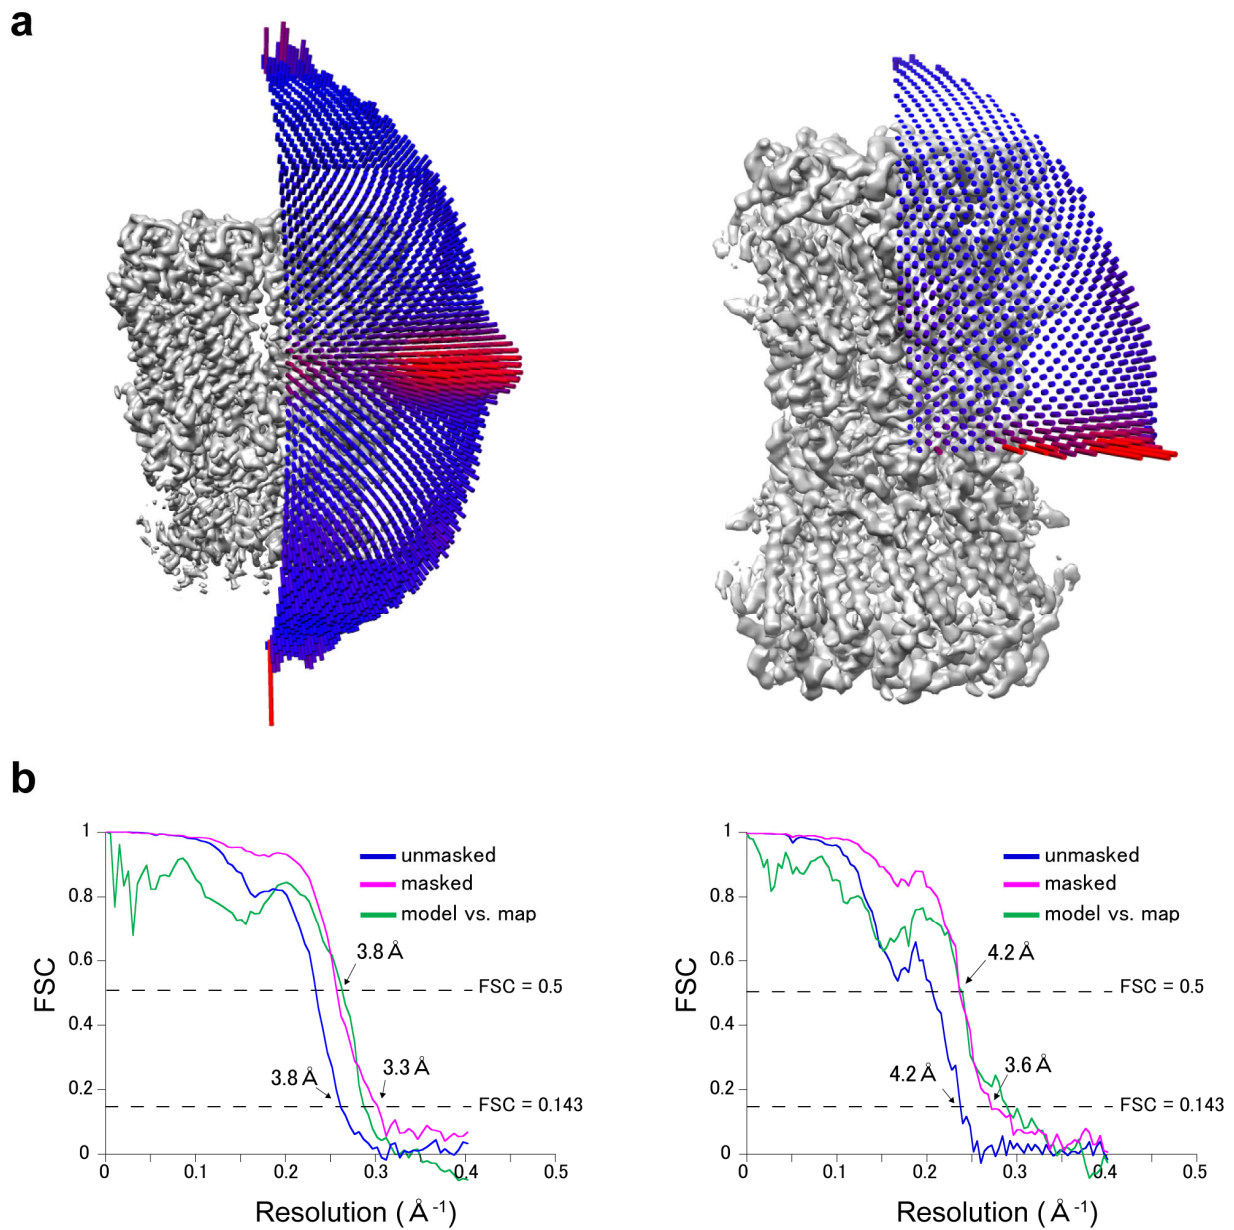 a
b
1
0.8
0.6
0.4
0.2
0
0
0.1
0.2
0.3
0.4
0.5
FSC
Resolution (Å-1)
unmasked
masked
model vs. map
3.8 Å
FSC = 0.5
3.8 Å
3.3 Å
FSC = 0.143
1
0.8
0.6
0.4
0.2
0
0
0.1
0.2
0.3
0.4
0.5
FSC
Resolution (Å-1)
unmasked
masked
model vs. map
4.2 Å
FSC = 0.5
4.2 Å
3.6 Å
FSC = 0.143